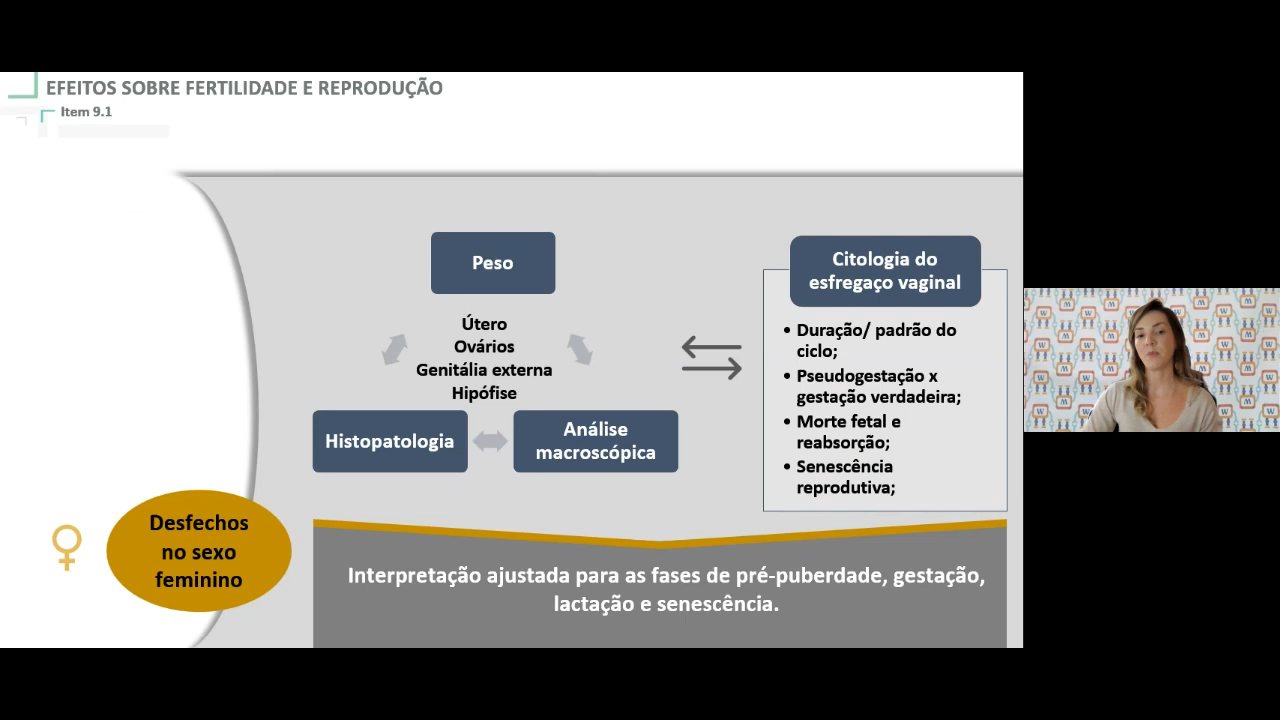 EFEITOS SOBRE FERTILIDADE E REPRODUÇÃO
Item 9.1
Peso
Útero
Ovários
Genitália externa
Hipófise
Histopatologia
Análise
macroscópica
Citologia do
esfregaço vaginal
• Duração/ padrão do
ciclo;
• Pseudogestação x
gestação verdadeira;
• Morte fetal e
reabsorção;
• Senescência
reprodutiva;
Desfechos
no sexo
feminino
Interpretação ajustada para as fases de pré-puberdade, gestação,
lactação e senescência.